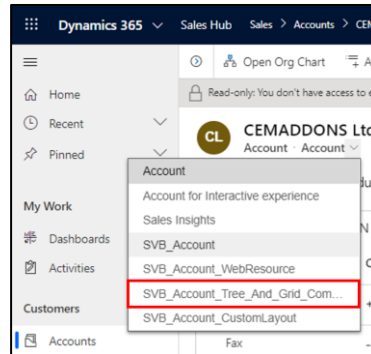 Dynamics 365 Sales Hub Sales > Accounts >
Open Org Chart
Home
Read-only: You don't have access to
Recent
CL CEMADDONS
Pinned
Account · Account
Account
Account for Interactive experience
My Work
Sales Insights
Dashboards
SVB_Account
Activities
SVB_Account_WebResource
SVB_Account_Tree_And_Grid_Com...
Customers
SVB_Account_CustomLayout
Accounts
Fax